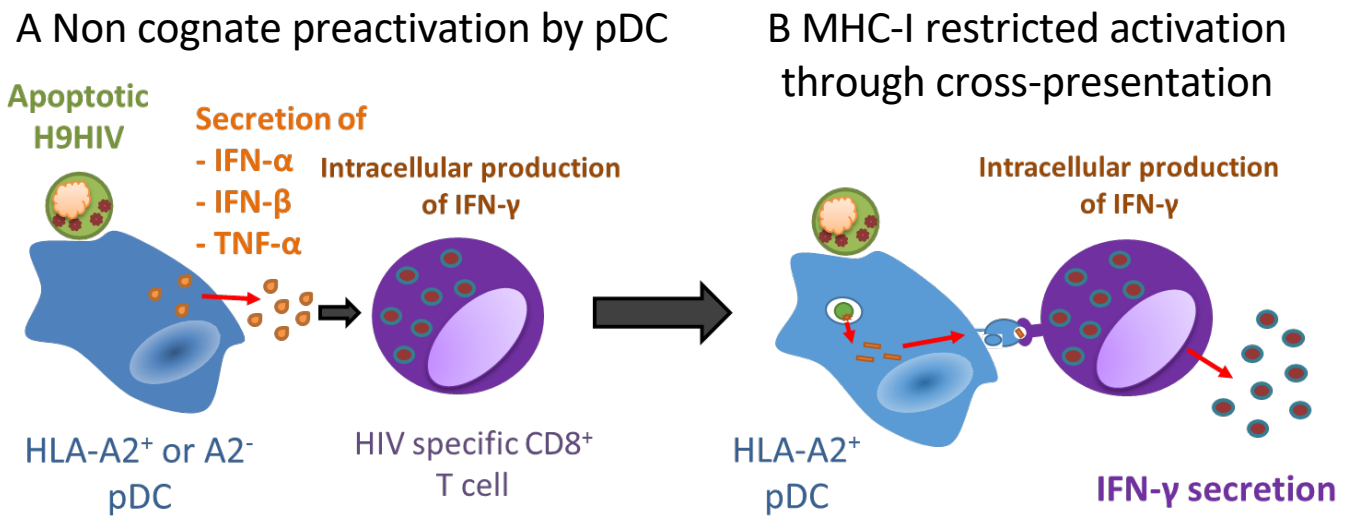 A Non cognate preactivation by pDC
Apoptotic
H9HIV
Secretion of
- IFN-α
- IFN-β
- TNF-α
Intracellular production
of IFN-γ
HLA-A2⁺ or A2⁻
pDC
HIV specific CD8⁺
T cell
B MHC-I restricted activation
through cross-presentation
Intracellular production
of IFN-γ
HLA-A2⁺
pDC
IFN-γ secretion